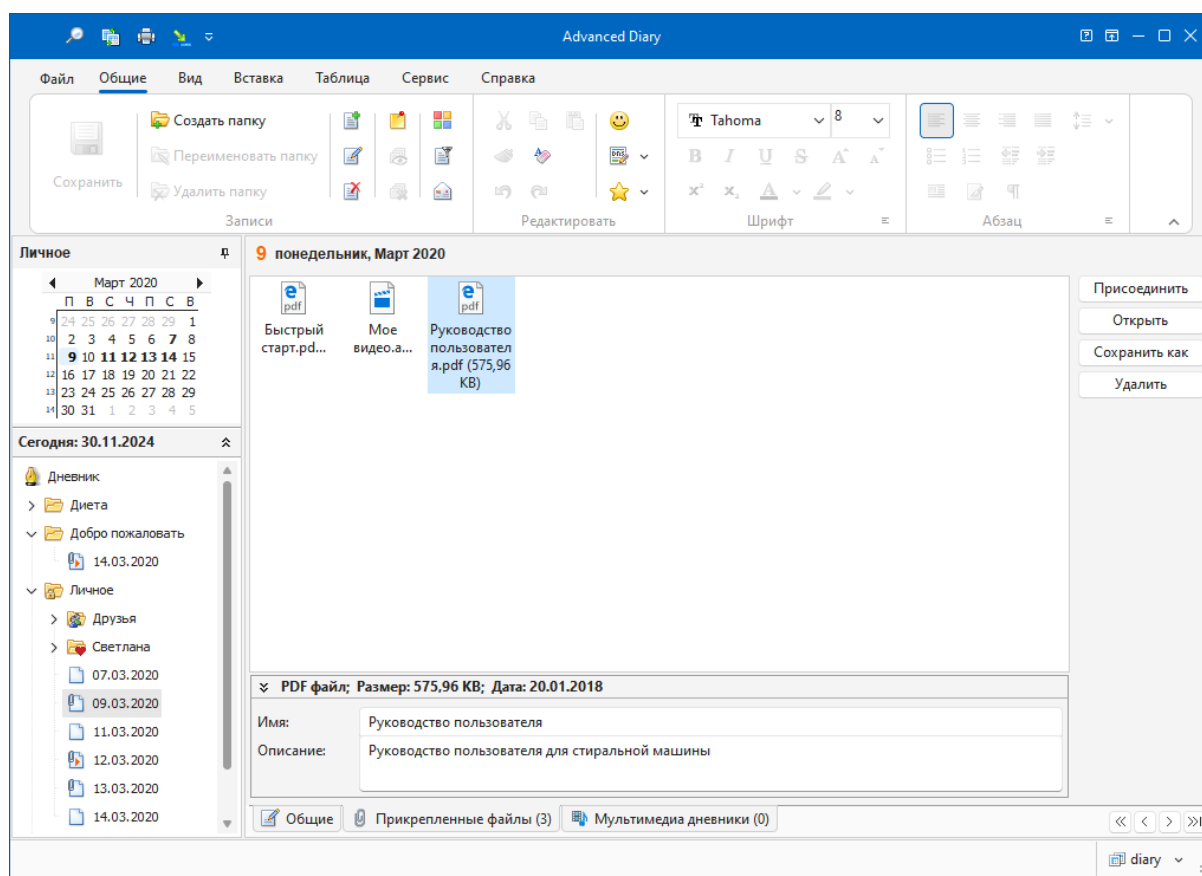 Advanced Diary
Файл Общие Вид Вставка Таблица Сервис Справка
Сохранить
Создать папку
Переименовать папку
Удалить папку
Записи
Редактировать
Tahoma 8
Шрифт
Абзац
Личное
Март 2020
П В С Ч П С В
9 24 25 26 27 28 29 1
10 2 3 4 5 6 7 8
11 9 10 11 12 13 14 15
12 16 17 18 19 20 21 22
13 23 24 25 26 27 28 29
14 30 31 1 2 3 4 5
Сегодня: 30.11.2024
Дневник
Диета
Добро пожаловать
14.03.2020
Личное
Друзья
Светлана
07.03.2020
09.03.2020
11.03.2020
12.03.2020
13.03.2020
14.03.2020
9 понедельник, Март 2020
pdf
Быстрый
старт.pd...
Мое
видео.a...
pdf
Руководство
пользовател
я.pdf (575,96
KB)
Присоединить
Открыть
Сохранить как
Удалить
PDF файл; Размер: 575,96 KB; Дата: 20.01.2018
Имя: Руководство пользователя
Описание: Руководство пользователя для стиральной машины
Общие Прикрепленные файлы (3) Мультимедиа дневники (0)
diary